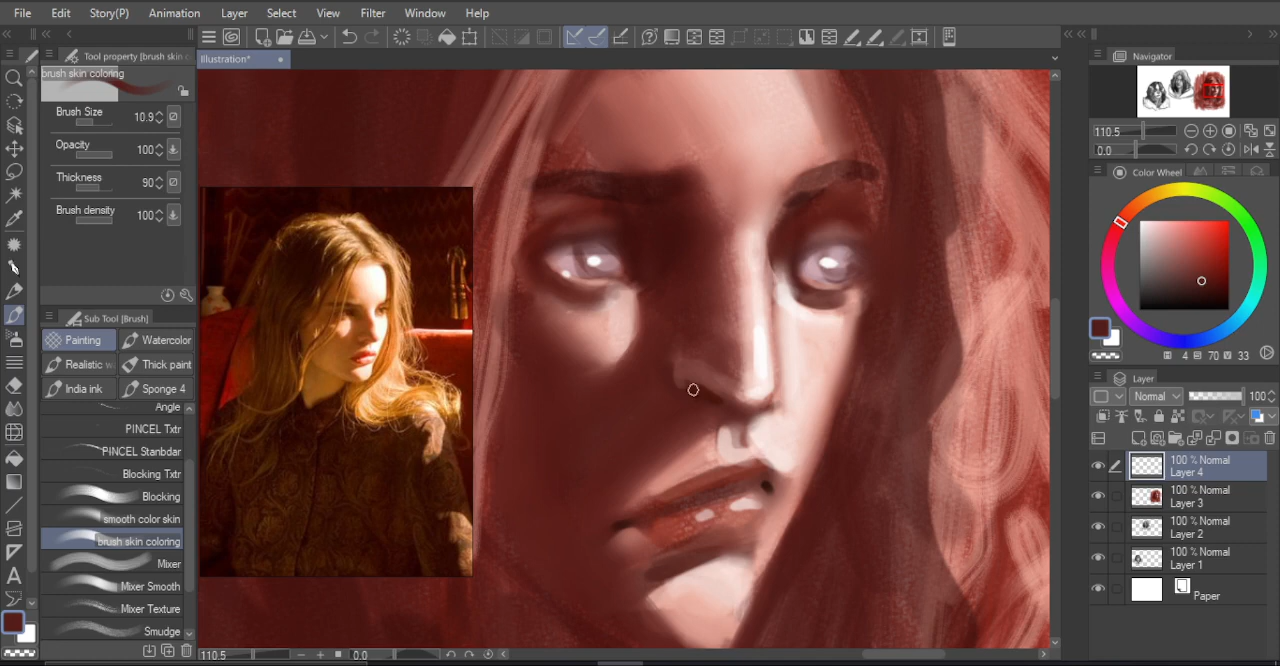 File Edit Story(P) Animation Layer Select View Filter Window Help
Tool property [brush skin c
brush skin coloring
Brush Size 10.9
Opacity 100
Thickness 90
Brush density 100
Sub Tool [Brush]
Painting Watercolor
Realistic w Thick paint
India ink Sponge 4
Angle
PINCEL Txtr
PINCEL Stanbdar
Blocking Txtr
Blocking
smooth color skin
brush skin coloring
Mixer
Mixer Smooth
Mixer Texture
Smudge
Illustration*
110.5 0.0
Navigator
110.5
0.0
Color Wheel
H 4 S 70 V 33
Layer
Normal 100
100 % Normal
Layer 4
100 % Normal
Layer 3
100 % Normal
Layer 2
100 % Normal
Layer 1
Paper